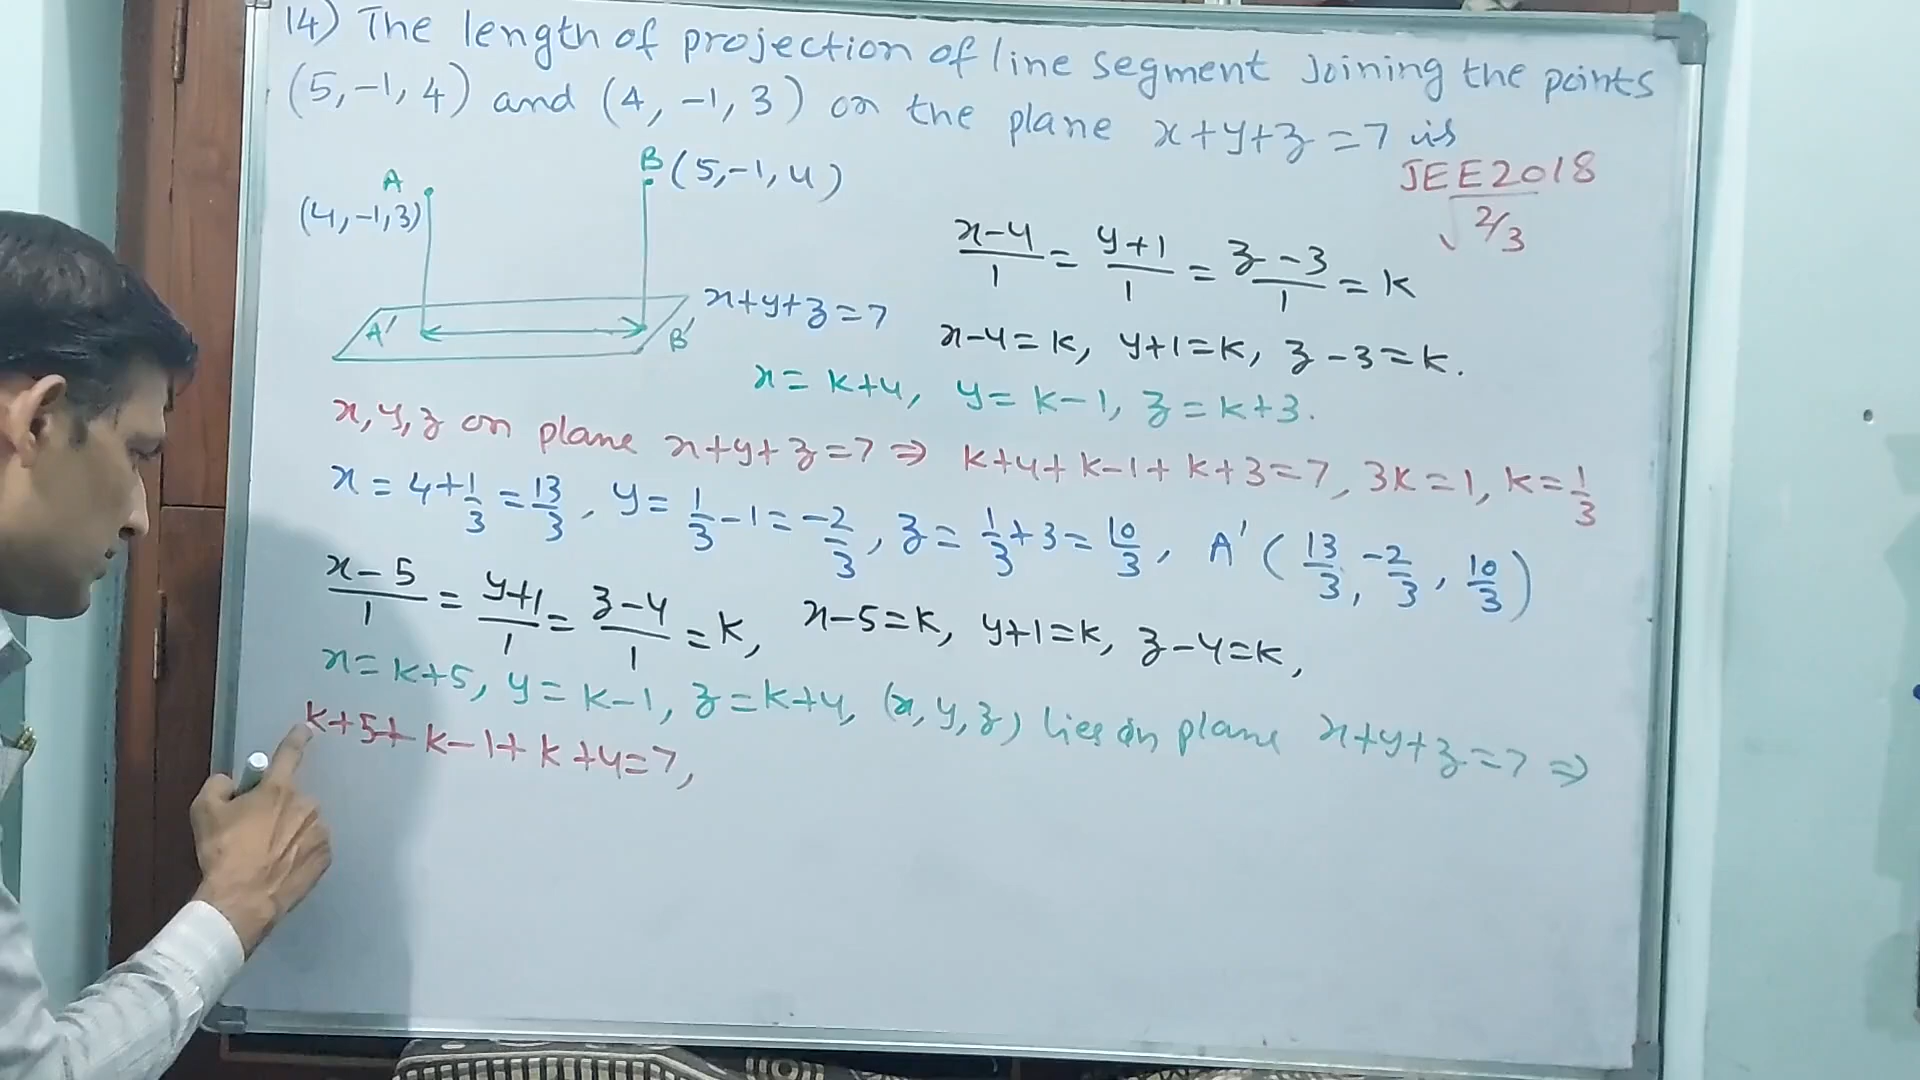 14) The length of projection of line segment Joining the points
(5,-1,4) and (4, -1, 3) on the plane x+y+z=7 is
JEE2018
√2/3
A
(4,-1,3)
B (5,-1,4)
A'
B'
x+y+z=7
x-4/1 = y+1/1 = z-3/1 = k
x-4=k, y+1=k, z-3=k.
x=k+4, y=k-1, z=k+3.
x,y,z on plane x+y+z=7 ⇒ k+4+k-1+k+3=7, 3k=1, k=1/3
x=4+1/3=13/3, y=1/3-1=-2/3, z=1/3+3=10/3, A'(13/3, -2/3, 10/3)
x-5/1 = y+1/1 = z-4/1 = k, x-5=k, y+1=k, z-4=k,
x=k+5, y=k-1, z=k+4, (x,y,z) lies on plane x+y+z=7 ⇒
k+5+k-1+k+4=7,